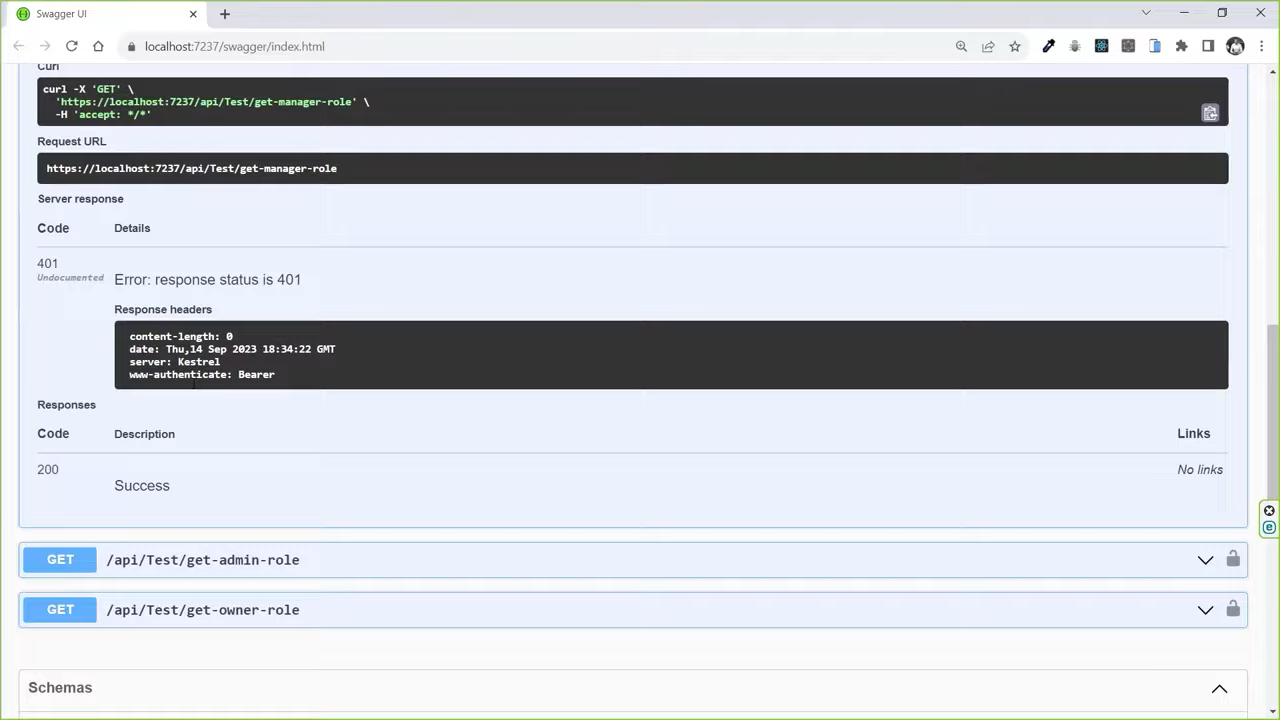 Swagger UI
localhost:7237/swagger/index.html
Curl
curl -X 'GET' \
'https://localhost:7237/api/Test/get-manager-role' \
-H 'accept: */*'
Request URL
https://localhost:7237/api/Test/get-manager-role
Server response
Code Details
401
Undocumented
Error: response status is 401
Response headers
content-length: 0
date: Thu,14 Sep 2023 18:34:22 GMT
server: Kestrel
www-authenticate: Bearer
Responses
Code Description Links
200
Success
No links
GET /api/Test/get-admin-role
GET /api/Test/get-owner-role
Schemas